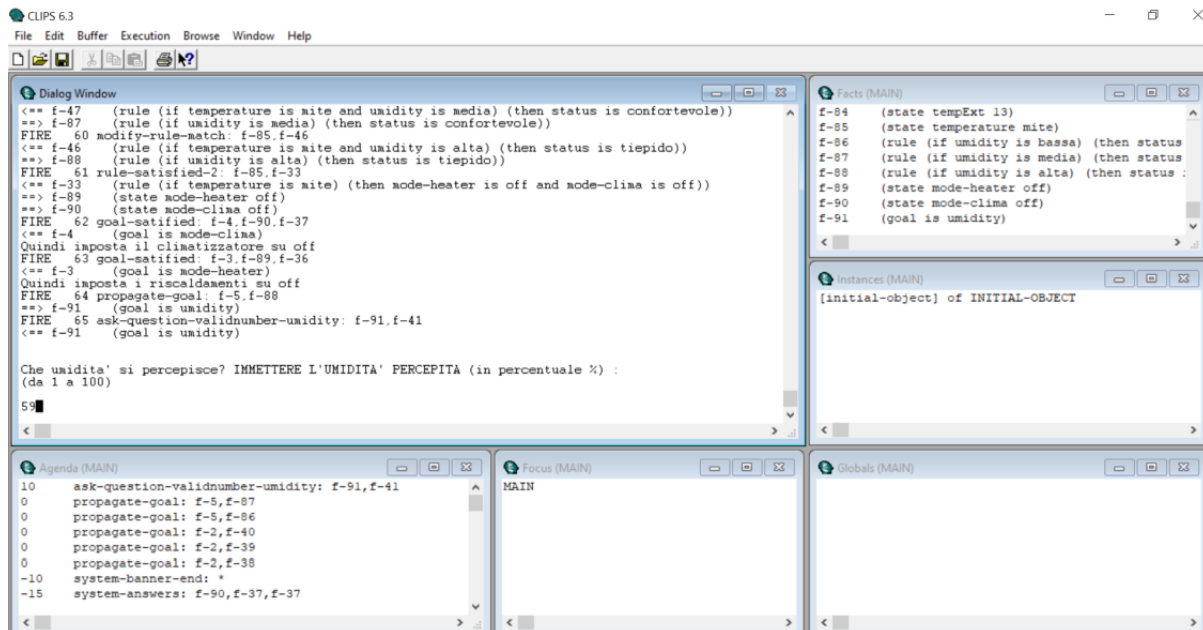 CLIPS 6.3
File Edit Buffer Execution Browse Window Help
Dialog Window
<== f-47 (rule (if temperature is mite and umidity is media) (then status is confortevole))
==> f-87 (rule (if umidity is media) (then status is confortevole))
FIRE 60 modify-rule-match: f-85,f-46
<== f-46 (rule (if temperature is mite and umidity is alta) (then status is tiepido))
==> f-88 (rule (if umidity is alta) (then status is tiepido))
FIRE 61 rule-satisfied-2: f-85,f-33
<== f-33 (rule (if temperature is mite) (then mode-heater is off and mode-clima is off))
==> f-89 (state mode-heater off)
==> f-90 (state mode-clima off)
FIRE 62 goal-satified: f-4,f-90,f-37
<== f-4 (goal is mode-clima)
Quindi imposta il climatizzatore su off
FIRE 63 goal-satified: f-3,f-89,f-36
<== f-3 (goal is mode-heater)
Quindi imposta i riscaldamenti su off
FIRE 64 propagate-goal: f-5,f-88
==> f-91 (goal is umidity)
FIRE 65 ask-question-validnumber-umidity: f-91,f-41
<== f-91 (goal is umidity)
Che umidita' si percepisce? IMMETTERE L'UMIDITA' PERCEPITA (in percentuale %) :
(da 1 a 100)
59
Facts (MAIN)
f-84 (state tempExt 13)
f-85 (state temperature mite)
f-86 (rule (if umidity is bassa) (then status
f-87 (rule (if umidity is media) (then status
f-88 (rule (if umidity is alta) (then status
f-89 (state mode-heater off)
f-90 (state mode-clima off)
f-91 (goal is umidity)
Instances (MAIN)
[initial-object] of INITIAL-OBJECT
Agenda (MAIN)
10 ask-question-validnumber-umidity: f-91,f-41
0 propagate-goal: f-5,f-87
0 propagate-goal: f-5,f-86
0 propagate-goal: f-2,f-40
0 propagate-goal: f-2,f-39
0 propagate-goal: f-2,f-38
-10 system-banner-end: *
-15 system-answers: f-90,f-37,f-37
Focus (MAIN)
MAIN
Globals (MAIN)